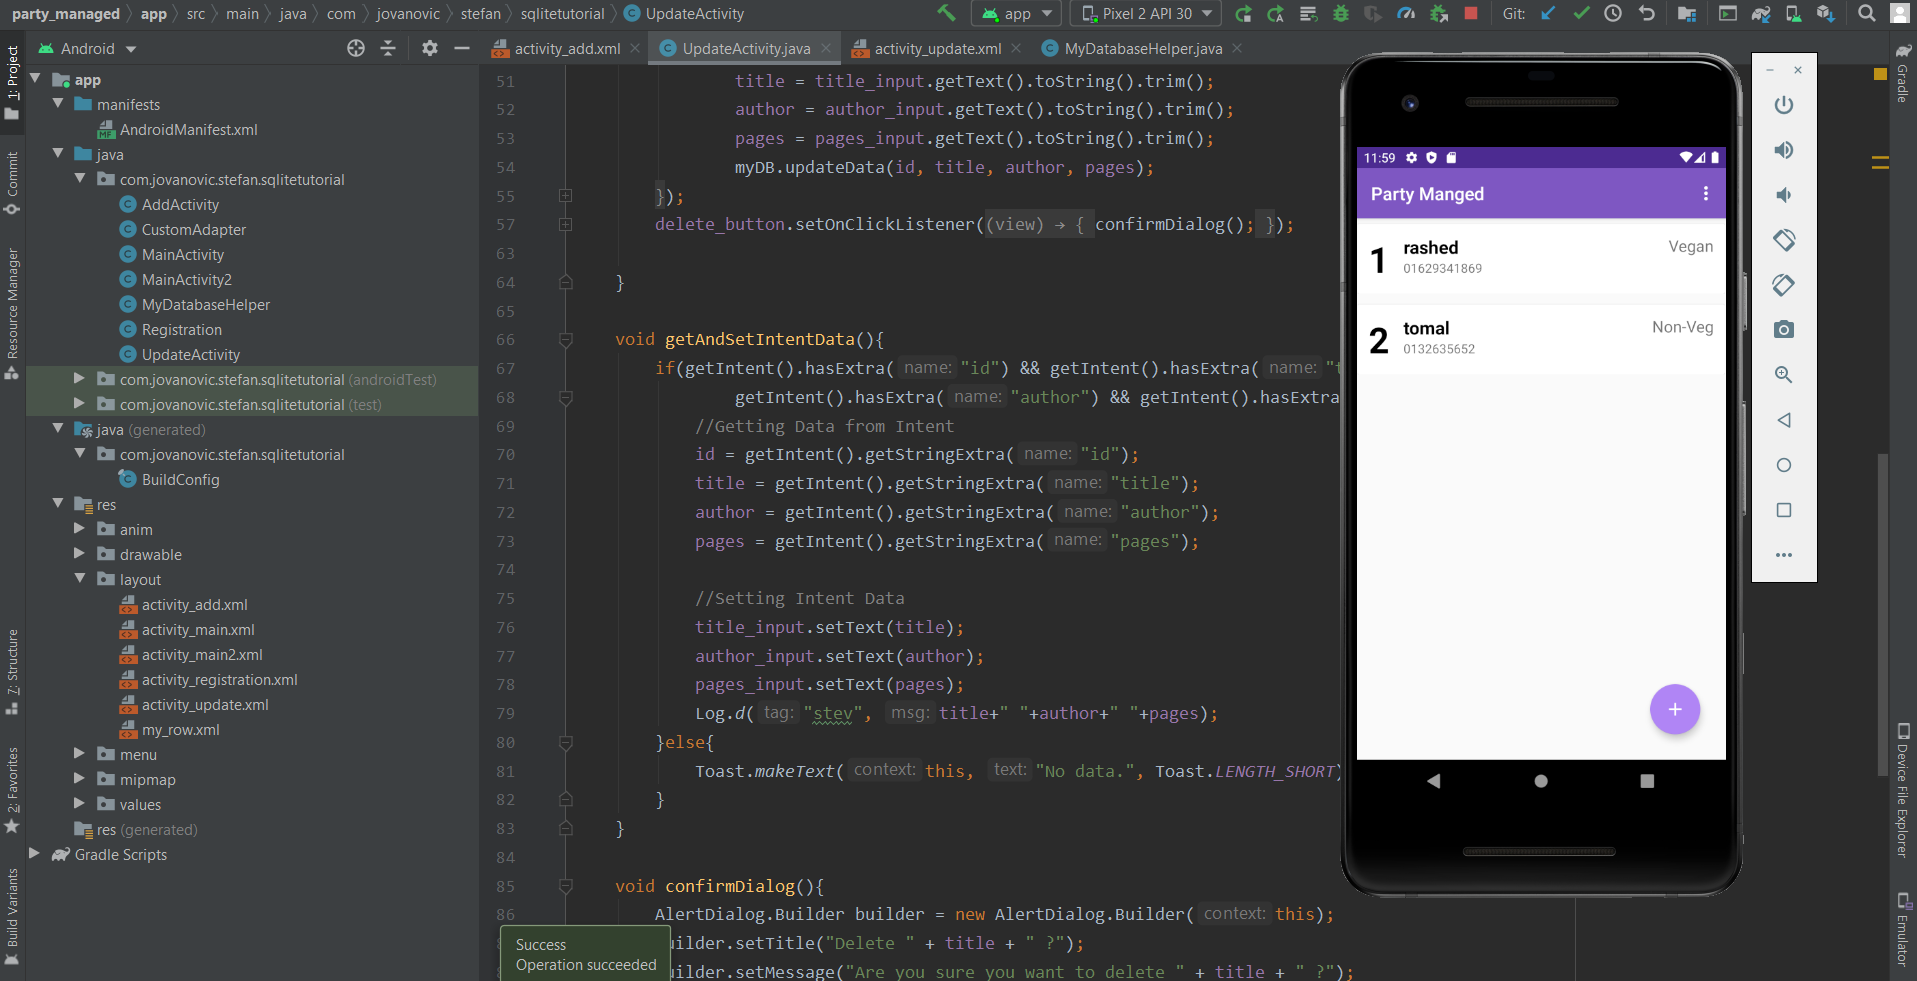 party_managed app src main java com jovanovic stefan sqlitetutorial UpdateActivity
app Pixel 2 API 30 Git:
Android
activity_add.xml UpdateActivity.java activity_update.xml MyDatabaseHelper.java
1: Project
Commit
Resource Manager
7: Structure
2: Favorites
Build Variants
app
manifests
AndroidManifest.xml
java
com.jovanovic.stefan.sqlitetutorial
AddActivity
CustomAdapter
MainActivity
MainActivity2
MyDatabaseHelper
Registration
UpdateActivity
com.jovanovic.stefan.sqlitetutorial (androidTest)
com.jovanovic.stefan.sqlitetutorial (test)
java (generated)
com.jovanovic.stefan.sqlitetutorial
BuildConfig
res
anim
drawable
layout
activity_add.xml
activity_main.xml
activity_main2.xml
activity_registration.xml
activity_update.xml
my_row.xml
menu
mipmap
values
res (generated)
Gradle Scripts
51 title = title_input.getText().toString().trim();
52 author = author_input.getText().toString().trim();
53 pages = pages_input.getText().toString().trim();
54 myDB.updateData(id, title, author, pages);
55 });
57 delete_button.setOnClickListener((view) → { confirmDialog(); });
63
64 }
65
66 void getAndSetIntentData(){
67 if(getIntent().hasExtra( name: "id") && getIntent().hasExtra( name: "t
68 getIntent().hasExtra( name: "author") && getIntent().hasExtra
69 //Getting Data from Intent
70 id = getIntent().getStringExtra( name: "id");
71 title = getIntent().getStringExtra( name: "title");
72 author = getIntent().getStringExtra( name: "author");
73 pages = getIntent().getStringExtra( name: "pages");
74
75 //Setting Intent Data
76 title_input.setText(title);
77 author_input.setText(author);
78 pages_input.setText(pages);
79 Log.d( tag: "stev", msg: title+" "+author+" "+pages);
80 }else{
81 Toast.makeText( context: this, text: "No data.", Toast.LENGTH_SHORT)
82 }
83 }
84
85 void confirmDialog(){
86 AlertDialog.Builder builder = new AlertDialog.Builder( context: this);
uilder.setTitle("Delete " + title + " ?");
uilder.setMessage("Are you sure you want to delete " + title + " ?");
Success
Operation succeeded
11:59
Party Manged
1 rashed Vegan
01629341869
2 tomal Non-Veg
0132635652
+
Gradle
Device File Explorer
Emulator